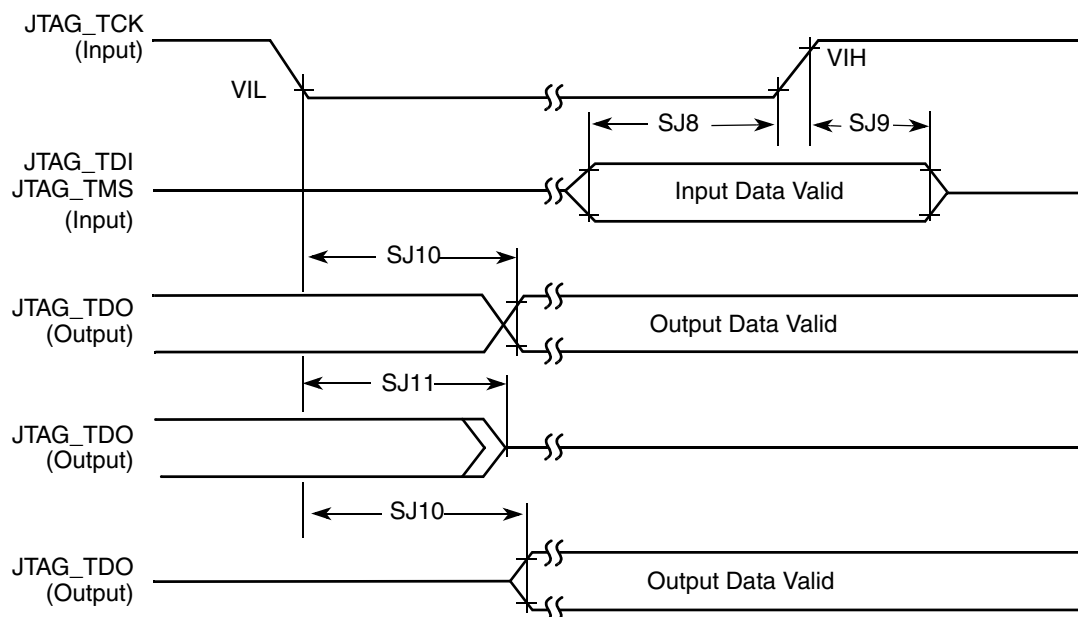 JTAG_TCK
(Input)
VIL
VIH
SJ8
SJ9
JTAG_TDI
JTAG_TMS
(Input)
Input Data Valid
SJ10
JTAG_TDO
(Output)
Output Data Valid
SJ11
JTAG_TDO
(Output)
SJ10
JTAG_TDO
(Output)
Output Data Valid